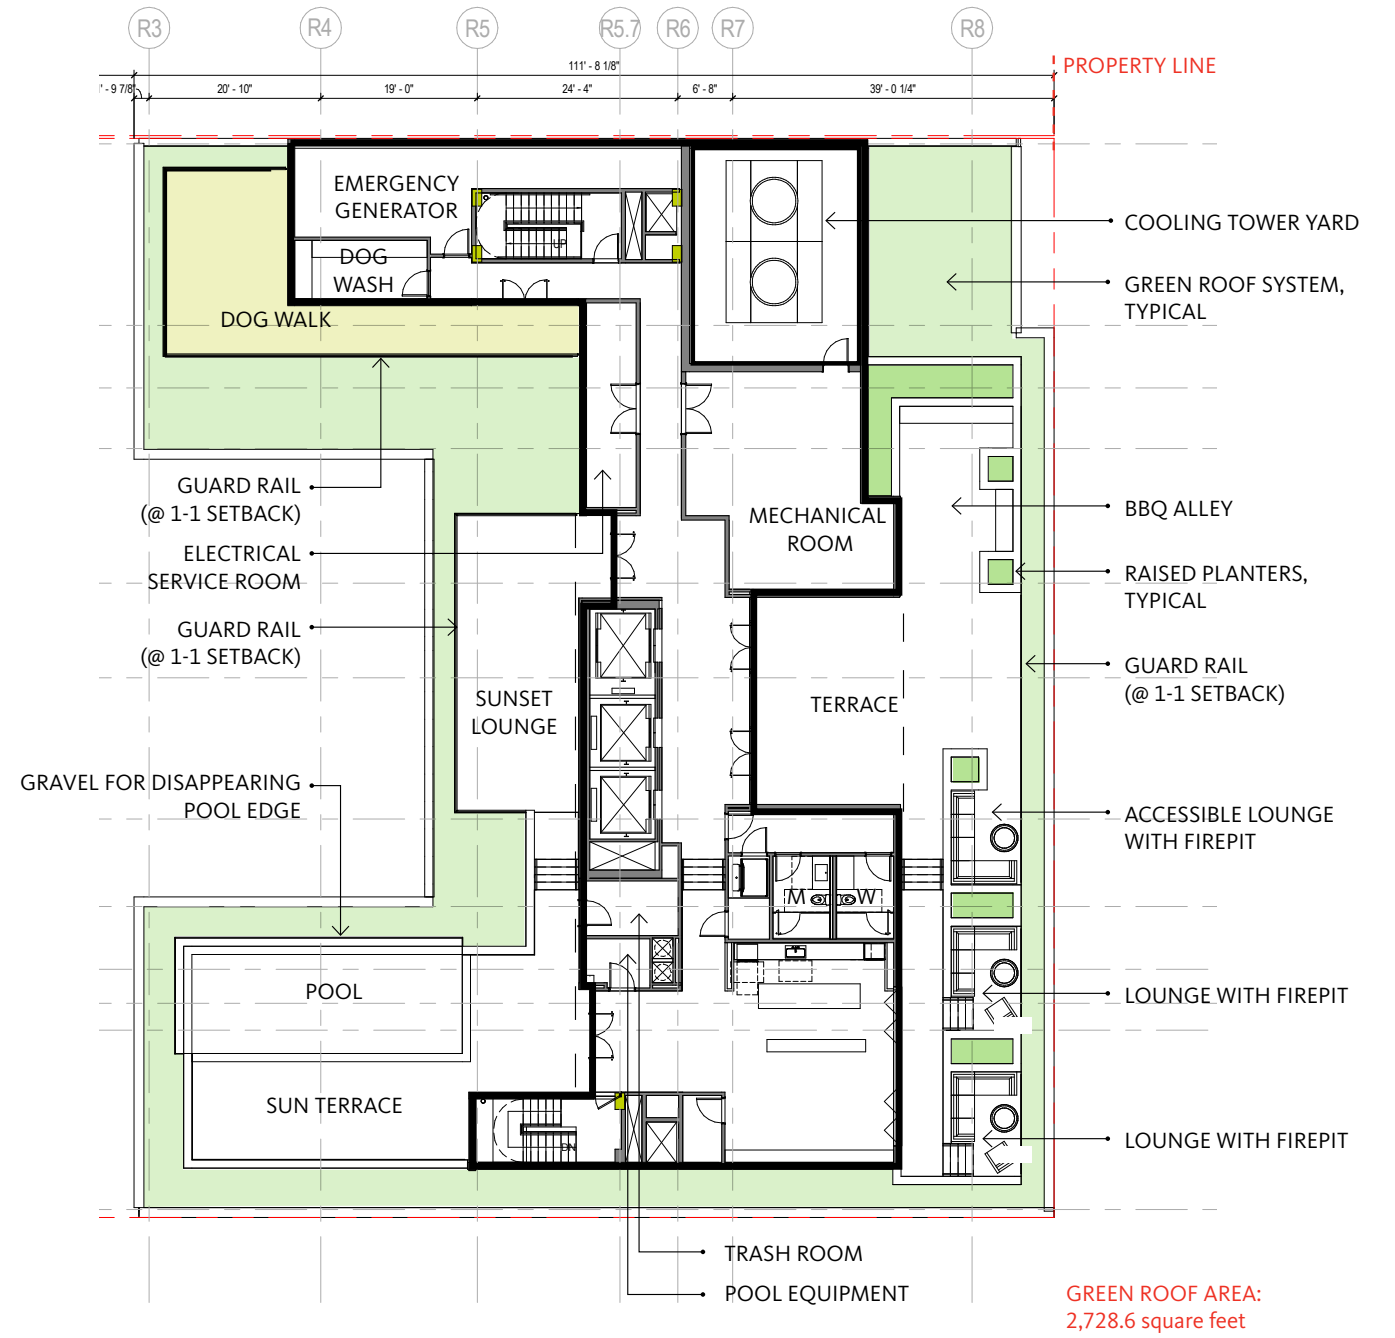 R3 R4 R5 R5.7 R6 R7 R8
PROPERTY LINE
111' - 8 1/8"
' - 9 7/8" 20' - 10" 19' - 0" 24' - 4" 6' - 8" 39' - 0 1/4"
EMERGENCY
GENERATOR
UP
DOG
WASH
DOG WALK
COOLING TOWER YARD
GREEN ROOF SYSTEM,
TYPICAL
GUARD RAIL
(@ 1-1 SETBACK)
ELECTRICAL
SERVICE ROOM
GUARD RAIL
(@ 1-1 SETBACK)
MECHANICAL
ROOM
BBQ ALLEY
RAISED PLANTERS,
TYPICAL
GUARD RAIL
(@ 1-1 SETBACK)
SUNSET
LOUNGE
TERRACE
GRAVEL FOR DISAPPEARING
POOL EDGE
ACCESSIBLE LOUNGE
WITH FIREPIT
M W
POOL
LOUNGE WITH FIREPIT
SUN TERRACE
DN
LOUNGE WITH FIREPIT
TRASH ROOM
POOL EQUIPMENT
GREEN ROOF AREA:
2,728.6 square feet